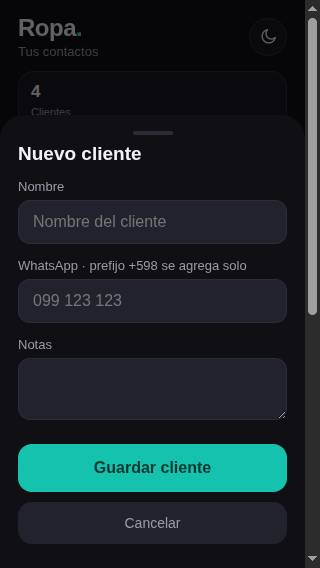 Ropa.
Tus contactos
4
Clientes
Nuevo cliente
Nombre
Nombre del cliente
WhatsApp · prefijo +598 se agrega solo
099 123 123
Notas
Guardar cliente
Cancelar